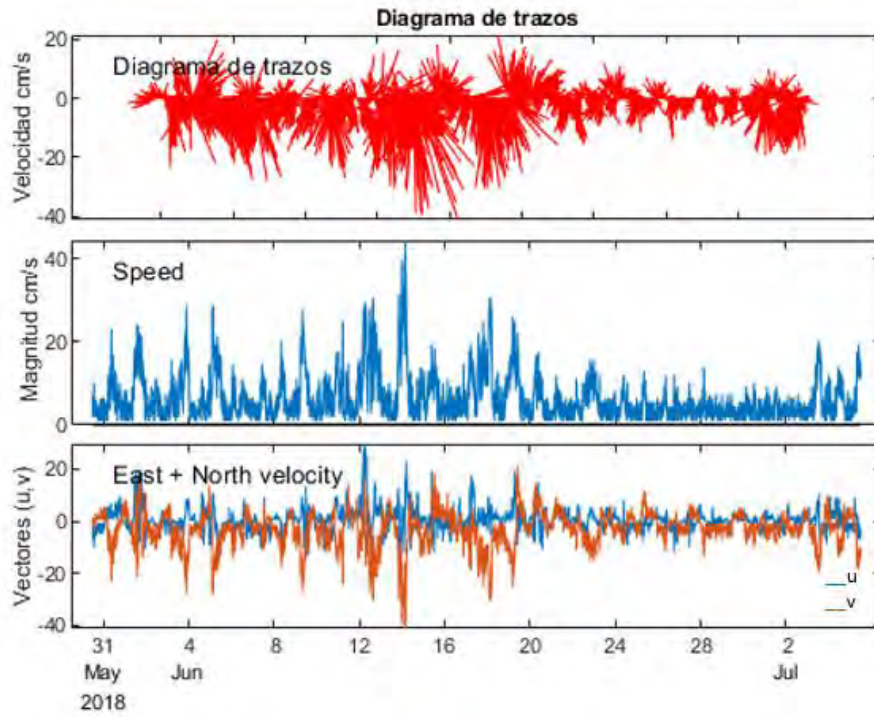 Diagrama de trazos
Diagrama de trazos
Velocidad cm/s
20
0
-20
-40
Speed
Magnitud cm/s
40
20
0
East + North velocity
Vectores (u,v)
20
0
-20
-40
__u
__v
31 4 8 12 16 20 24 28 2
May Jun Jul
2018